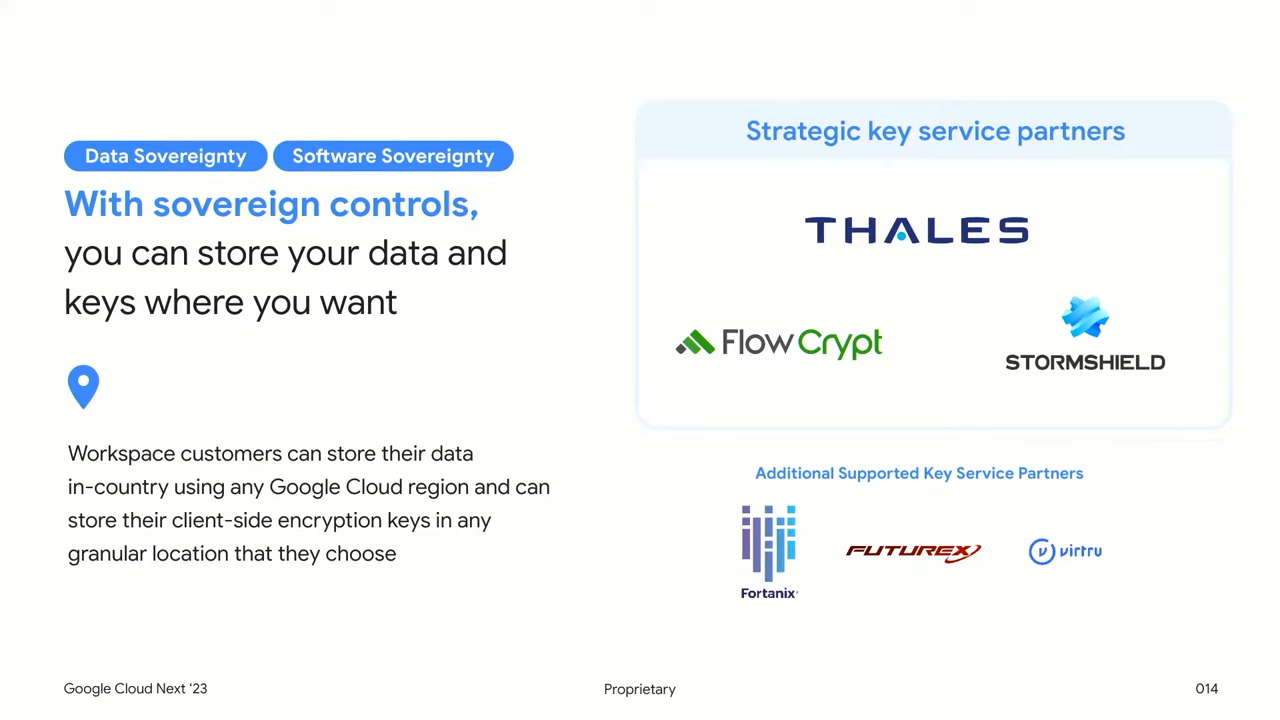 Data Sovereignty
Software Sovereignty
With sovereign controls,
you can store your data and
keys where you want
Workspace customers can store their data
in-country using any Google Cloud region and can
store their client-side encryption keys in any
granular location that they choose
Strategic key service partners
THALES
FlowCrypt
STORMSHIELD
Additional Supported Key Service Partners
Fortanix
FUTUREX
virtru
Google Cloud Next ‘23
Proprietary
014